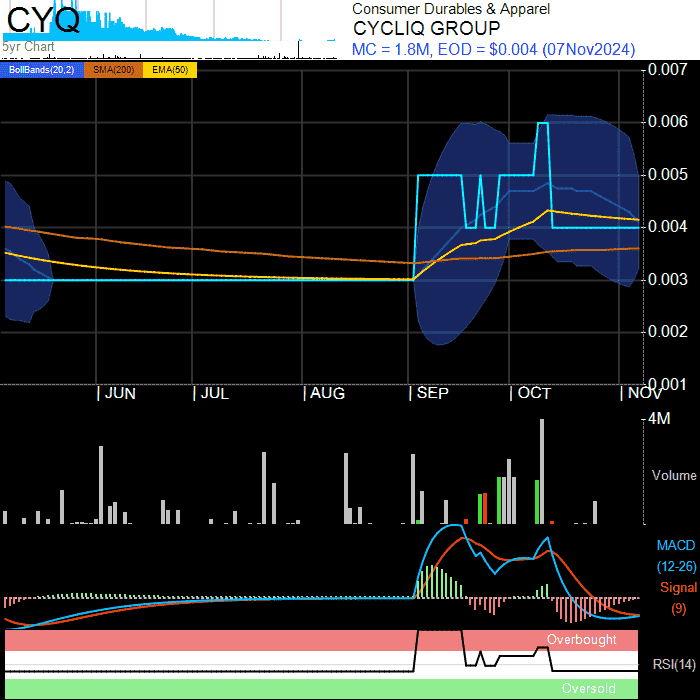 CYQ
5yr Chart
Consumer Durables & Apparel
CYCLIQ GROUP
MC = 1.8M, EOD = $0.004 (07Nov2024)
BollBands(20,2) SMA(200) EMA(50)
0.007
0.006
0.005
0.004
0.003
0.002
0.001
JUN JUL AUG SEP OCT NOV
4M
Volume
MACD
(12-26)
Signal
(9)
Overbought
RSI(14)
Oversold